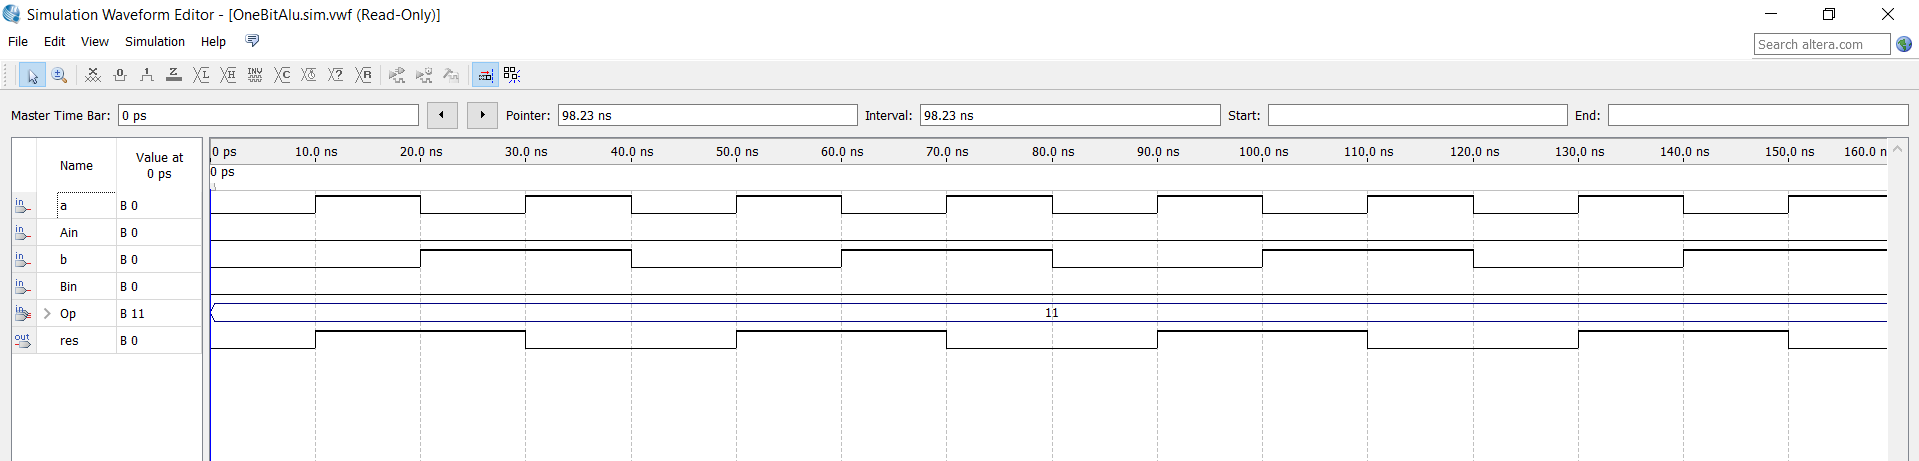 Simulation Waveform Editor - [OneBitAlu.sim.vwf (Read-Only)]
File Edit View Simulation Help
Search altera.com
Master Time Bar: 0 ps Pointer: 98.23 ns Interval: 98.23 ns Start: End:
Name Value at 0 ps
0 ps 10.0 ns 20.0 ns 30.0 ns 40.0 ns 50.0 ns 60.0 ns 70.0 ns 80.0 ns 90.0 ns 100.0 ns 110.0 ns 120.0 ns 130.0 ns 140.0 ns 150.0 ns 160.0 n
0 ps
in a B 0
in Ain B 0
in b B 0
in Bin B 0
in Op B 11 11
out res B 0